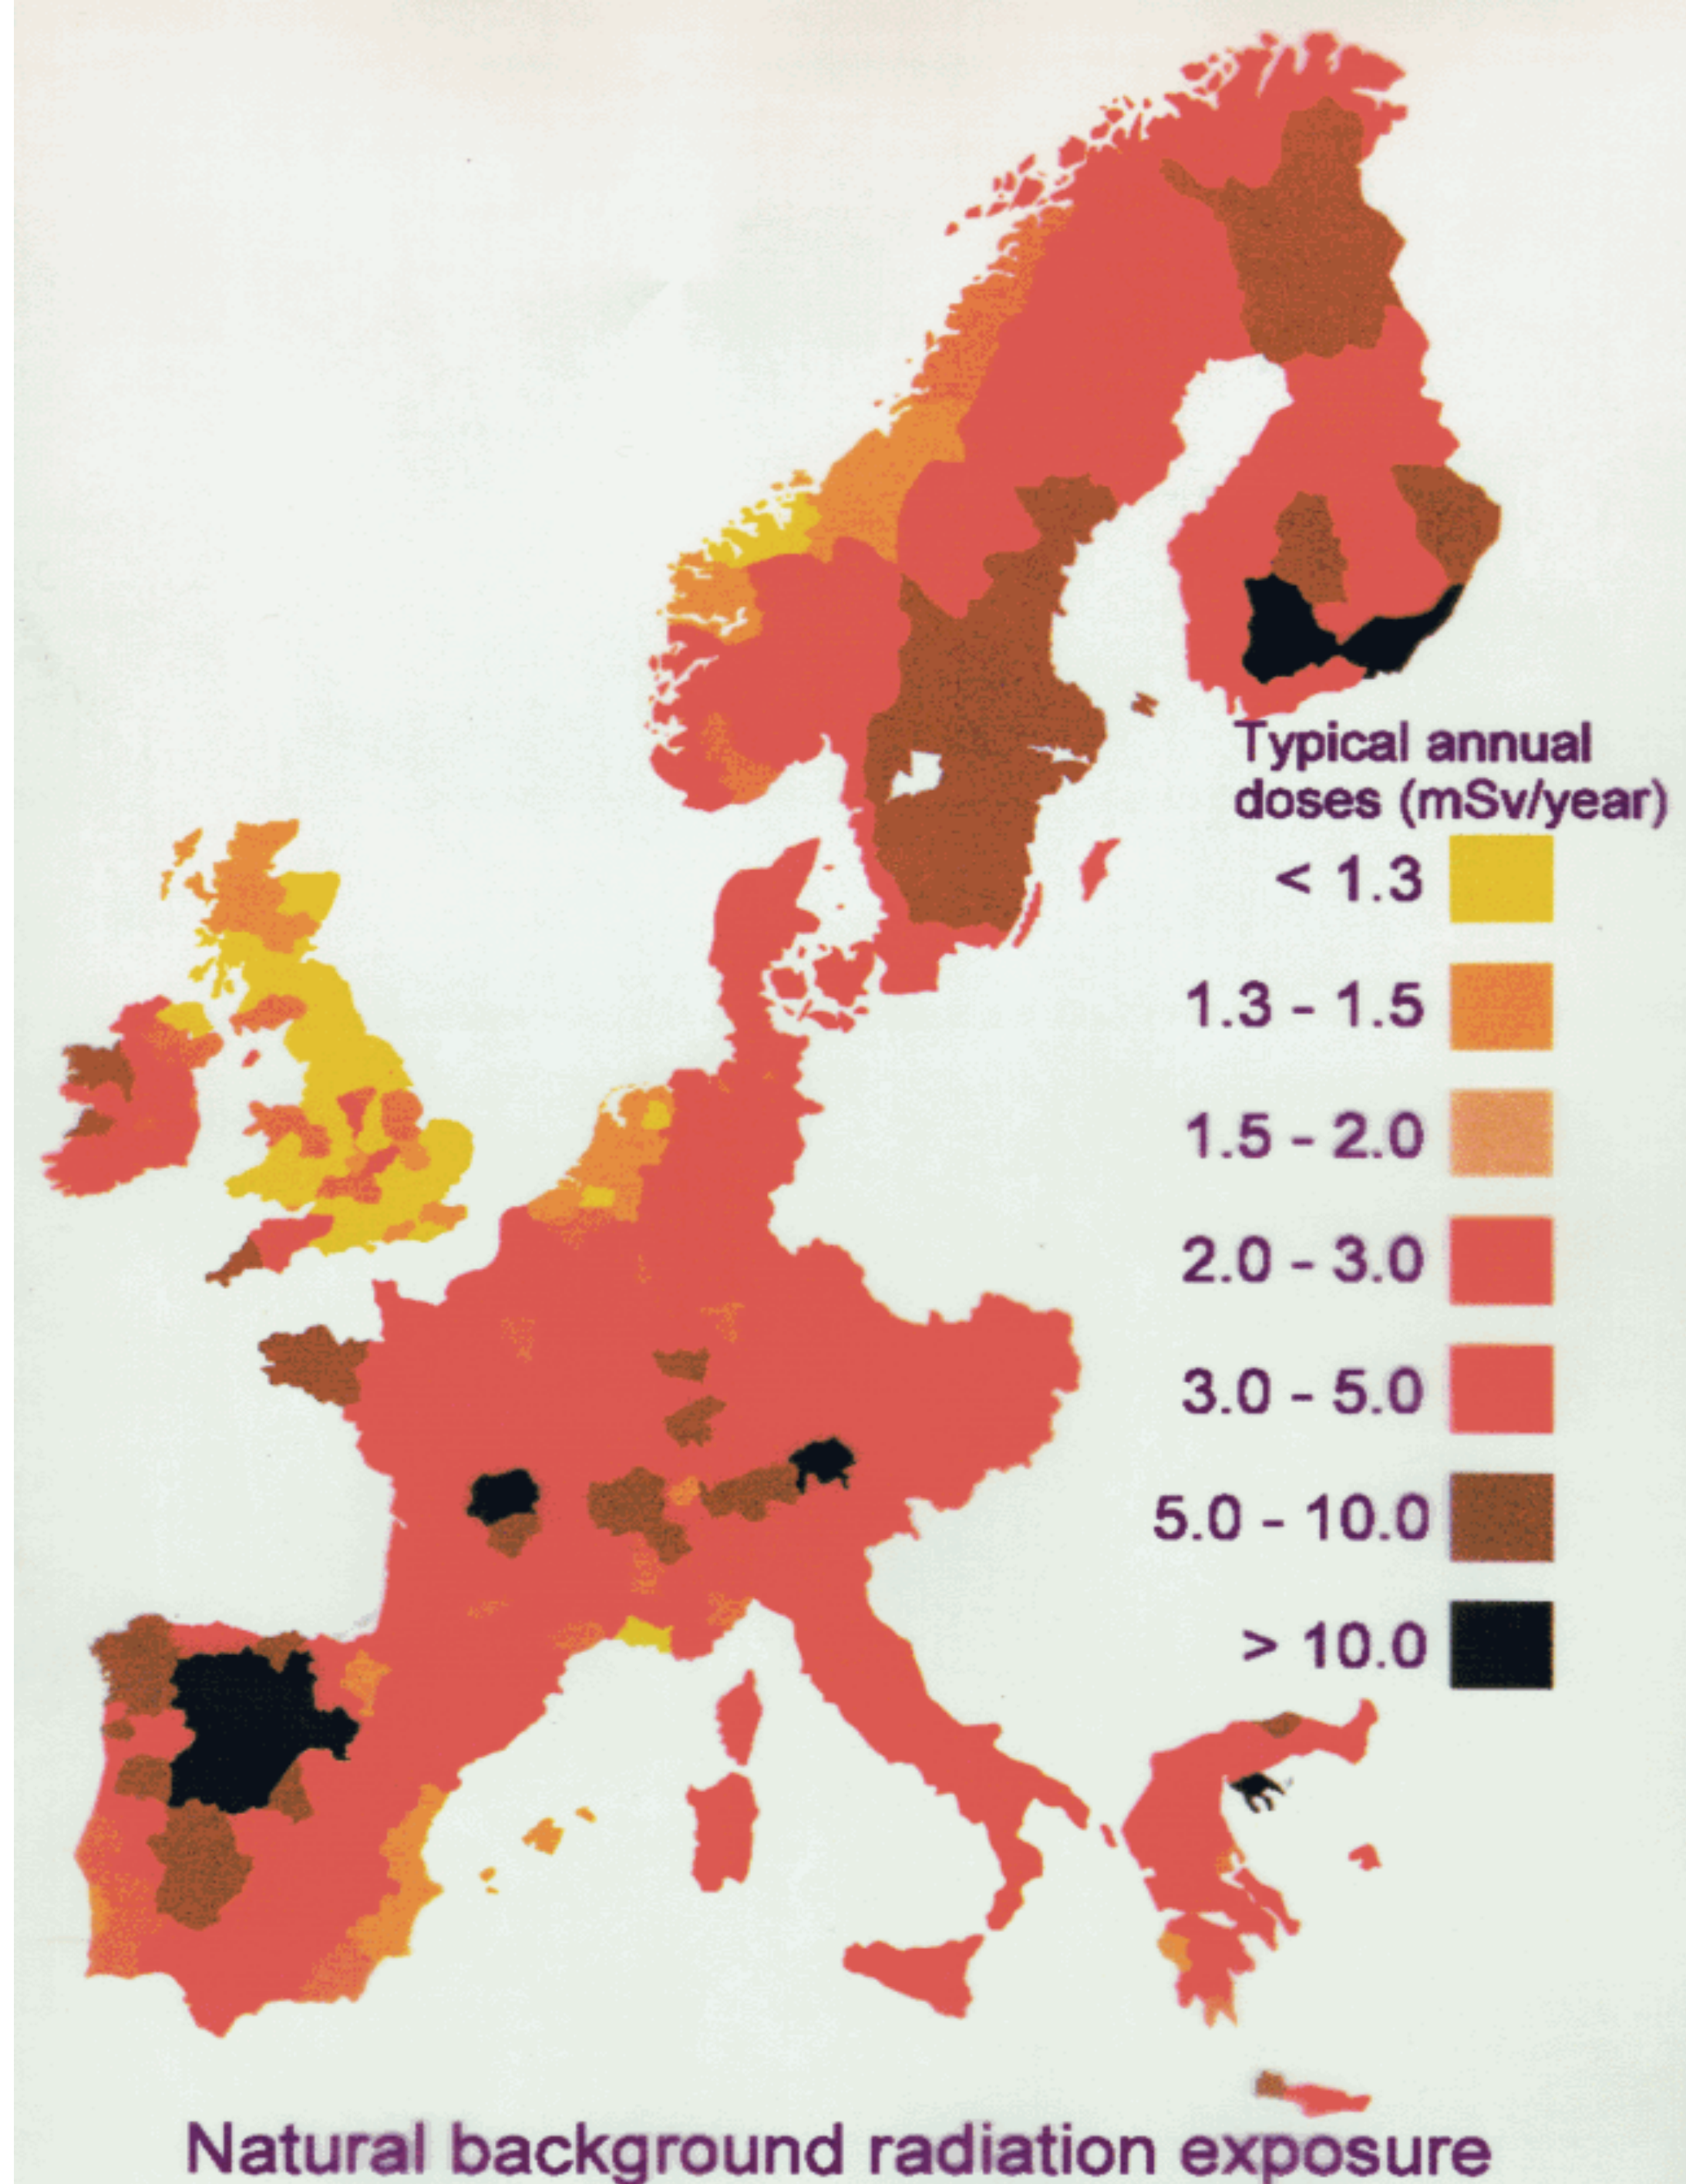 Typical annual
doses (mSv/year)
< 1.3
1.3 - 1.5
1.5 - 2.0
2.0 - 3.0
3.0 - 5.0
5.0 - 10.0
> 10.0
Natural background radiation exposure